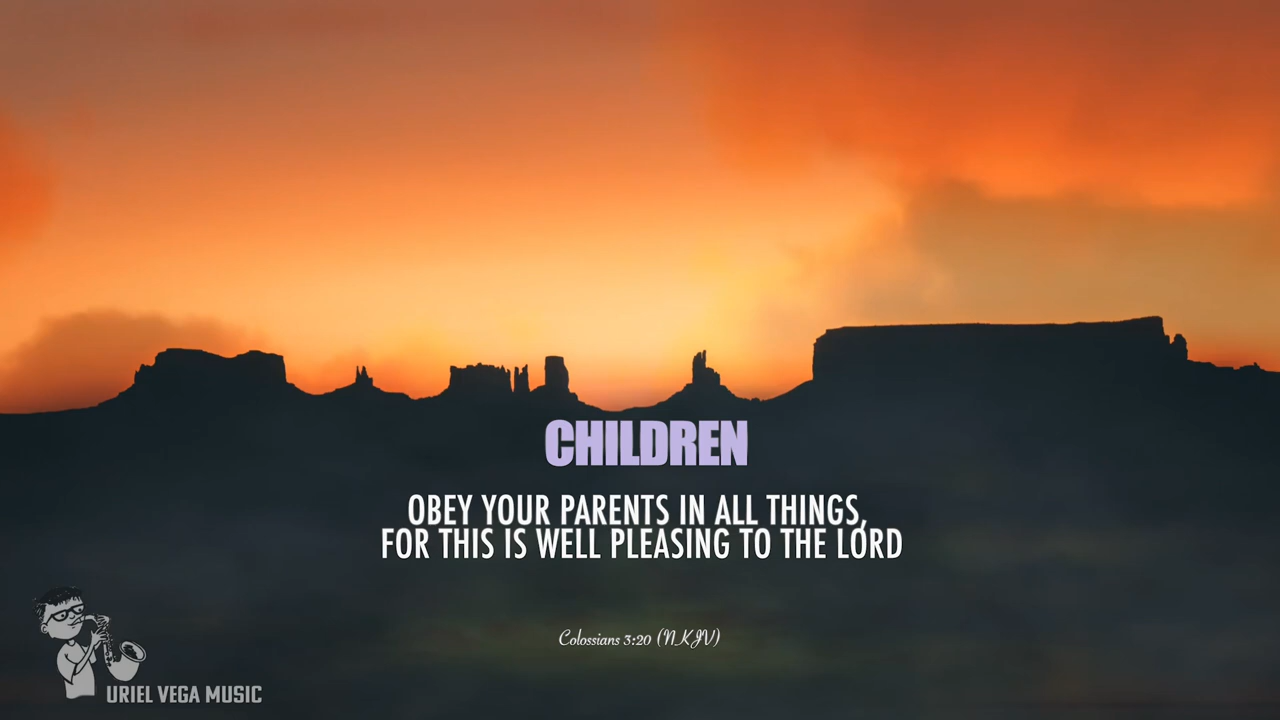 CHILDREN
OBEY YOUR PARENTS IN ALL THINGS,
FOR THIS IS WELL PLEASING TO THE LORD
Colossians 3:20 (NKJV)
URIEL VEGA MUSIC